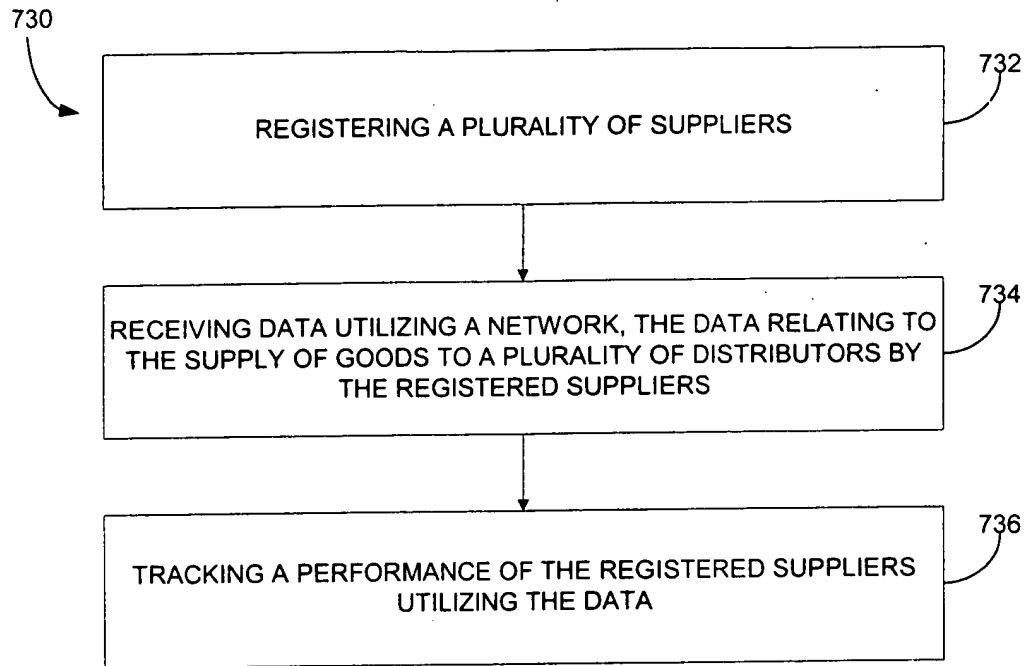 730
732
REGISTERING A PLURALITY OF SUPPLIERS
734
RECEIVING DATA UTILIZING A NETWORK, THE DATA RELATING TO
THE SUPPLY OF GOODS TO A PLURALITY OF DISTRIBUTORS BY
THE REGISTERED SUPPLIERS
736
TRACKING A PERFORMANCE OF THE REGISTERED SUPPLIERS
UTILIZING THE DATA